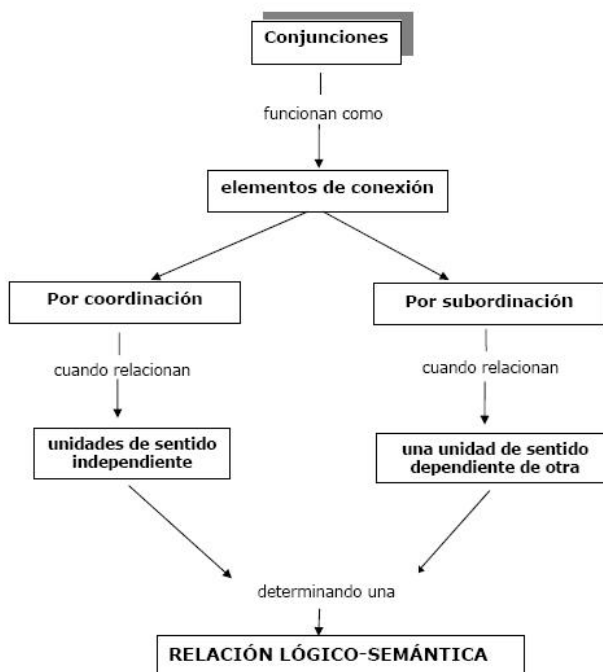 Conjunciones
funcionan como
elementos de conexión
Por coordinación
Por subordinación
cuando relacionan
cuando relacionan
unidades de sentido
independiente
una unidad de sentido
dependiente de otra
determinando una
RELACIÓN LÓGICO-SEMÁNTICA